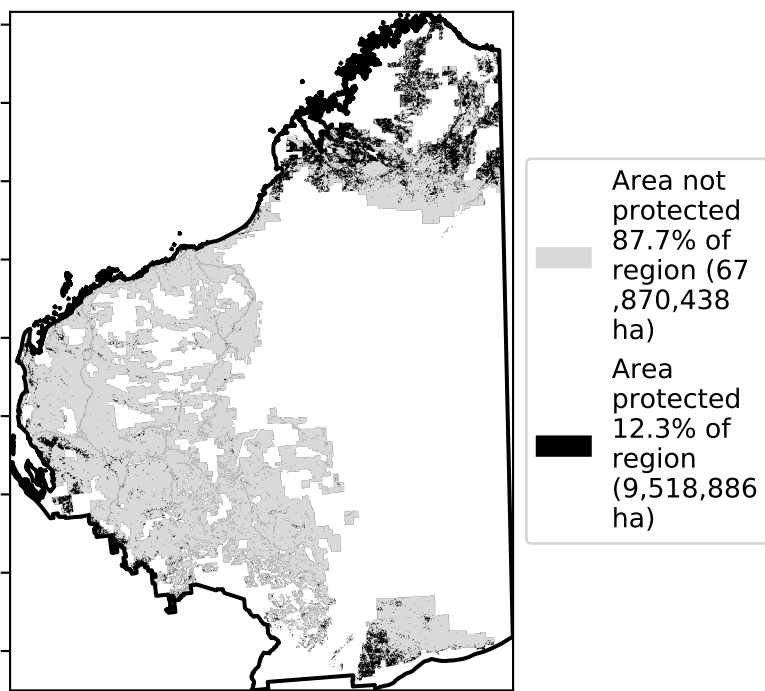 Area not
protected
87.7% of
region (67
,870,438
ha)
Area
protected
12.3% of
region
(9,518,886
ha)